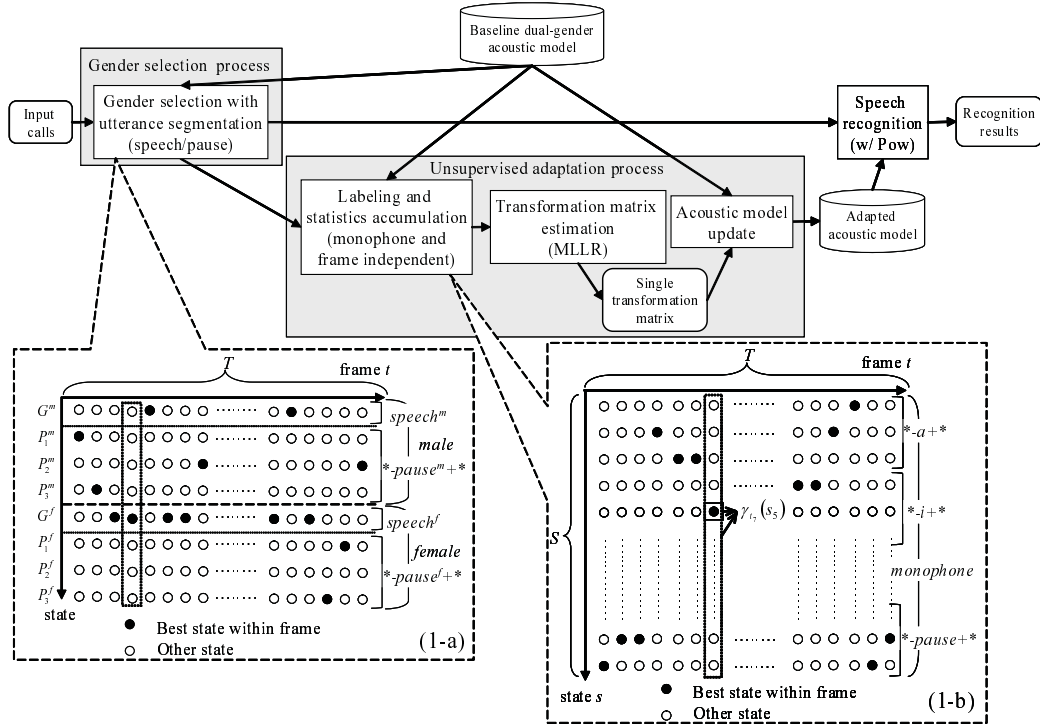 Baseline dual-gender
acoustic model
Gender selection process
Gender selection with
utterance segmentation
(speech/pause)
Input
calls
Speech
recognition
(w/ Pow)
Recognition
results
Unsupervised adaptation process
Labeling and
statistics accumulation
(monophone and
frame independent)
Transformation matrix
estimation
(MLLR)
Acoustic model
update
Adapted
acoustic model
Single
transformation
matrix
T
frame t
G^m
P_1^m
P_2^m
P_3^m
G^f
P_1^f
P_2^f
P_3^f
state
speech^m
male
*-pause^m+*
speech^f
female
*-pause^f+*
Best state within frame
Other state
(1-a)
T
frame t
S
*-a+*
*-i+*
γ_{t_7}(s_5)
monophone
*-pause+*
state s
Best state within frame
Other state
(1-b)